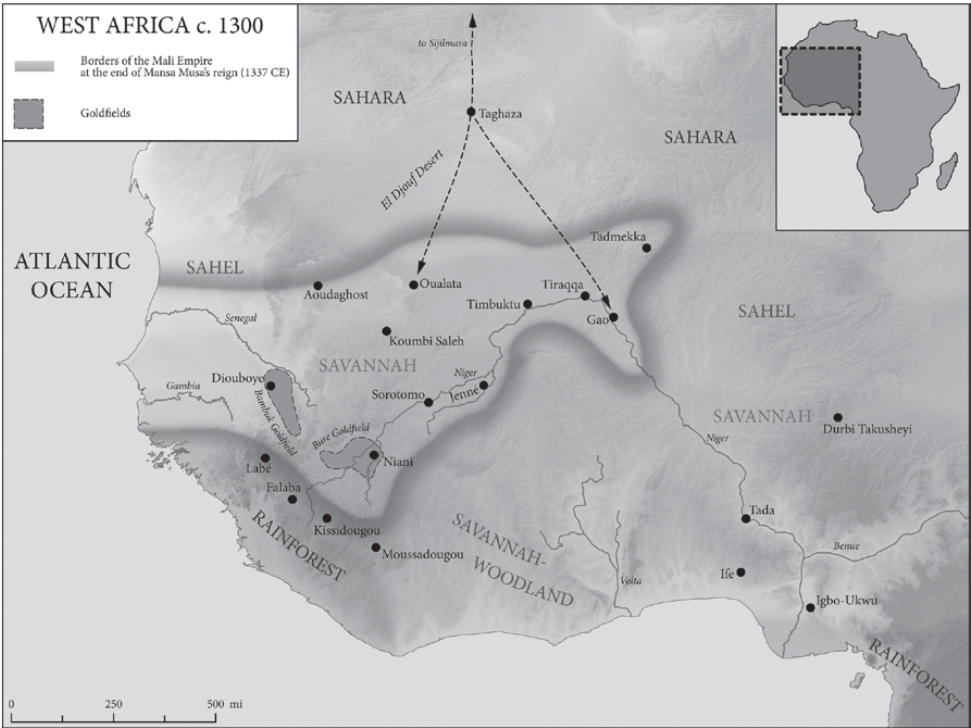 WEST AFRICA c. 1300
Borders of the Mali Empire
at the end of Mansa Musa's reign (1337 CE)
Goldfields
to Sijilmasa
SAHARA
Taghaza
SAHARA
El Djouf Desert
Tadmekka
ATLANTIC
OCEAN
SAHEL
Aoudaghost
Oualata
Tiraqqa
Timbuktu
Gao
SAHEL
Senegal
Koumbi Saleh
SAVANNAH
Diouboye
Gambia
Bambuk Goldfield
Niger
Sorotomo
Jenné
SAVANNAH
Durbi Takusheyi
Bure Goldfield
Niger
Niani
Labé
Falaba
Kissidougou
RAINFOREST
Moussadougou
SAVANNAH-
WOODLAND
Tada
Benue
Volta
Ife
Igbo-Ukwu
RAINFOREST
0 250 500 mi